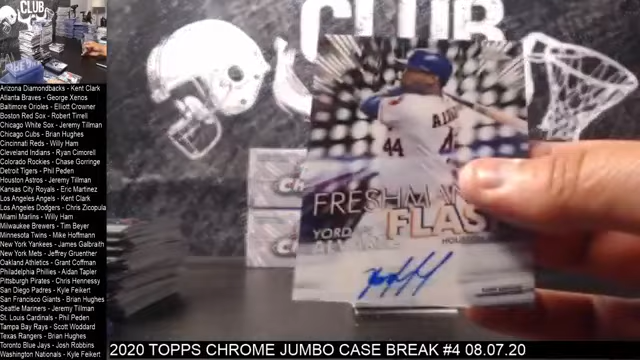 CLUB
Arizona Diamondbacks - Kent Clark
Atlanta Braves - George Xenos
Baltimore Orioles - Elliott Crowner
Boston Red Sox - Robert Tirrell
Chicago White Sox - Jeremy Tillman
Chicago Cubs - Brian Hughes
Cincinnati Reds - Willy Ham
Cleveland Indians - Ryan Cimorell
Colorado Rockies - Chase Gorringe
Detroit Tigers - Phil Peden
Houston Astros - Jeremy Tillman
Kansas City Royals - Eric Martinez
Los Angeles Angels - Kent Clark
Los Angeles Dodgers - Chris Zicopula
Miami Marlins - Willy Ham
Milwaukee Brewers - Tim Beyer
Minnesota Twins - Mike Hoffmann
New York Yankees - James Galbraith
New York Mets - Jeffrey Gruenther
Oakland Athletics - Grant Coffman
Philadelphia Phillies - Aidan Tapler
Pittsburgh Pirates - Chris Hennessy
San Diego Padres - Kyle Feikert
San Francisco Giants - Brian Hughes
Seattle Mariners - Jeremy Tillman
St. Louis Cardinals - Phil Peden
Tampa Bay Rays - Scott Woddard
Texas Rangers - Brian Hughes
Toronto Blue Jays - Josh Robbins
Washington Nationals - Kyle Feikert
CLUB
44
FRESHMAN
FLASH
2020 TOPPS CHROME JUMBO CASE BREAK #4 08.07.20